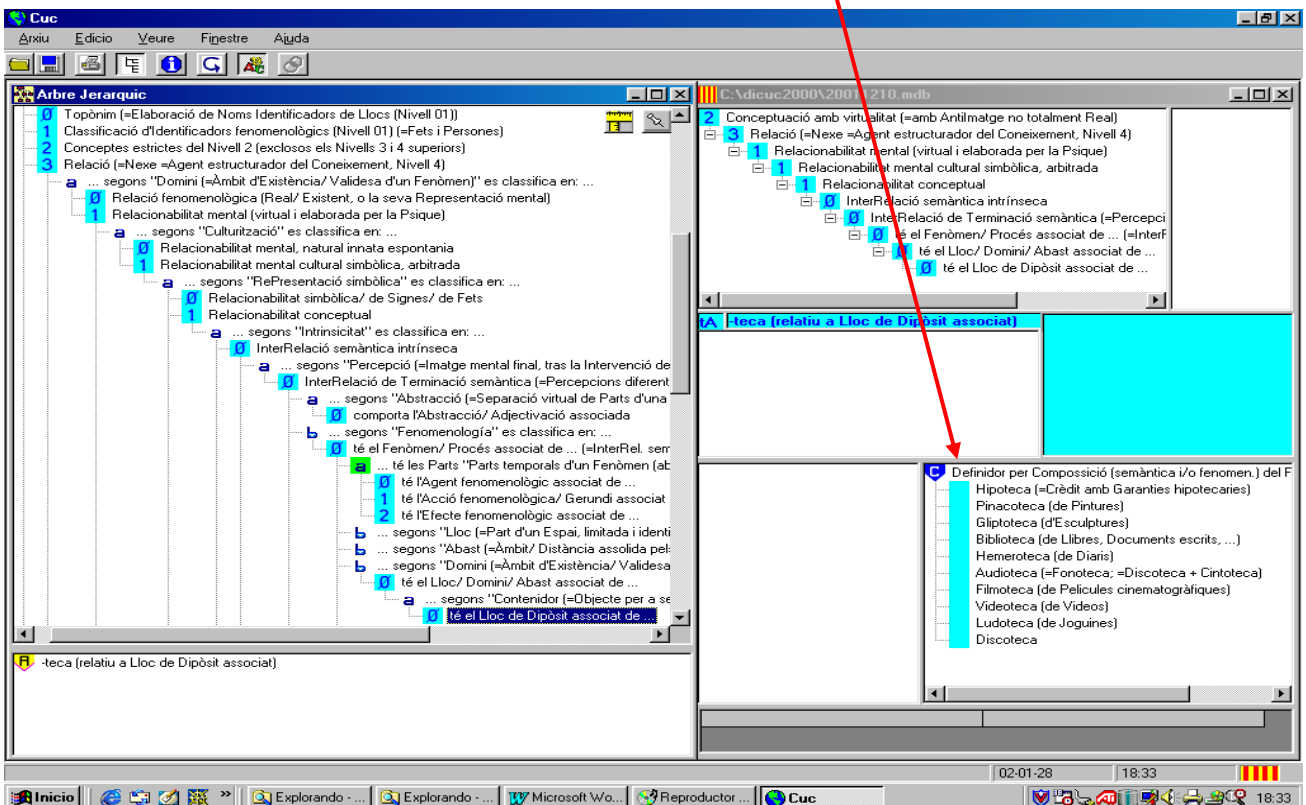 Cuc
Arxiu Edicio Veure Finestre Ajuda
Arbre Jerarquic
Ø Topònim (=Elaboració de Noms Identificadors de Llocs (Nivell 01))
1 Classificació d'Identificadors fenomenològics (Nivell 01) (=Fets i Persones)
2 Conceptes estrictes del Nivell 2 (exclosos els Nivells 3 i 4 superiors)
3 Relació (=Nexe =Agent estructurador del Coneixement, Nivell 4)
a ... segons "Domini (=Àmbit d'Existència/ Validesa d'un Fenòmen)" es classifica en: ...
Ø Relació fenomenològica (Real/ Existent, o la seva Representació mental)
1 Relacionabilitat mental (virtual i elaborada per la Psique)
a ... segons "Culturització" es classifica en: ...
Ø Relacionabilitat mental, natural innata espontania
1 Relacionabilitat mental cultural simbòlica, arbitrada
a ... segons "RePresentació simbòlica" es classifica en: ...
Ø Relacionabilitat simbòlica/ de Signes/ de Fets
1 Relacionabilitat conceptual
a ... segons "Intrinsicitat" es classifica en: ...
Ø InterRelació semàntica intrínseca
a ... segons "Percepció (=Imatge mental final, tras la Intervenció de
Ø InterRelació de Terminació semàntica (=Percepcions diferent
a ... segons "Abstracció (=Separació virtual de Parts d'una
Ø comporta l'Abstracció/ Adjectivació associada
b ... segons "Fenomenología" es classifica en: ...
Ø té el Fenòmen/ Procés associat de ... (=InterRel. sem
a ... té les Parts "Parts temporals d'un Fenòmen (ab
Ø té l'Agent fenomenològic associat de ...
1 té l'Acció fenomenològica/ Gerundi associat
2 té l'Efecte fenomenològic associat de ...
b ... segons "Lloc (=Part d'un Espai, limitada i identi
b ... segons "Abast (=Àmbit/ Distància assolida pel
b ... segons "Domini (=Àmbit d'Existència/ Validesa
Ø té el Lloc/ Domini/ Abast associat de ...
a ... segons "Contenidor (=Objecte per a se
Ø té el Lloc de Dipòsit associat de ...
A -teca (relatiu a Lloc de Dipòsit associat)
C:\dicuc2000\20011210.mdb
2 Conceptuació amb virtualitat (=amb AntiImatge no totalment Real)
3 Relació (=Nexe =Agent estructurador del Coneixement, Nivell 4)
1 Relacionabilitat mental (virtual i elaborada per la Psique)
1 Relacionabilitat mental cultural simbòlica, arbitrada
1 Relacionabilitat conceptual
Ø InterRelació semàntica intrínseca
Ø InterRelació de Terminació semàntica (=Percepci
Ø té el Fenòmen/ Procés associat de ... (=InterF
Ø té el Lloc/ Domini/ Abast associat de ...
Ø té el Lloc de Dipòsit associat de ...
tA -teca (relatiu a Lloc de Dipòsit associat)
C Definidor per Compossició (semàntica i/o fenomen.) del F
Hipoteca (=Crèdit amb Garanties hipotecaries)
Pinacoteca (de Pintures)
Gliptoteca (d'Escultures)
Biblioteca (de Llibres, Documents escrits, ...)
Hemeroteca (de Diaris)
Audioteca (=Fonoteca; =Discoteca + Cintoteca)
Filmoteca (de Pelicules cinematogràfiques)
Videoteca (de Videos)
Ludoteca (de Joguines)
Discoteca
02-01-28 18:33
Inicio » Explorando - ... Explorando - ... Microsoft Wo... Reproductor ... Cuc 18:33